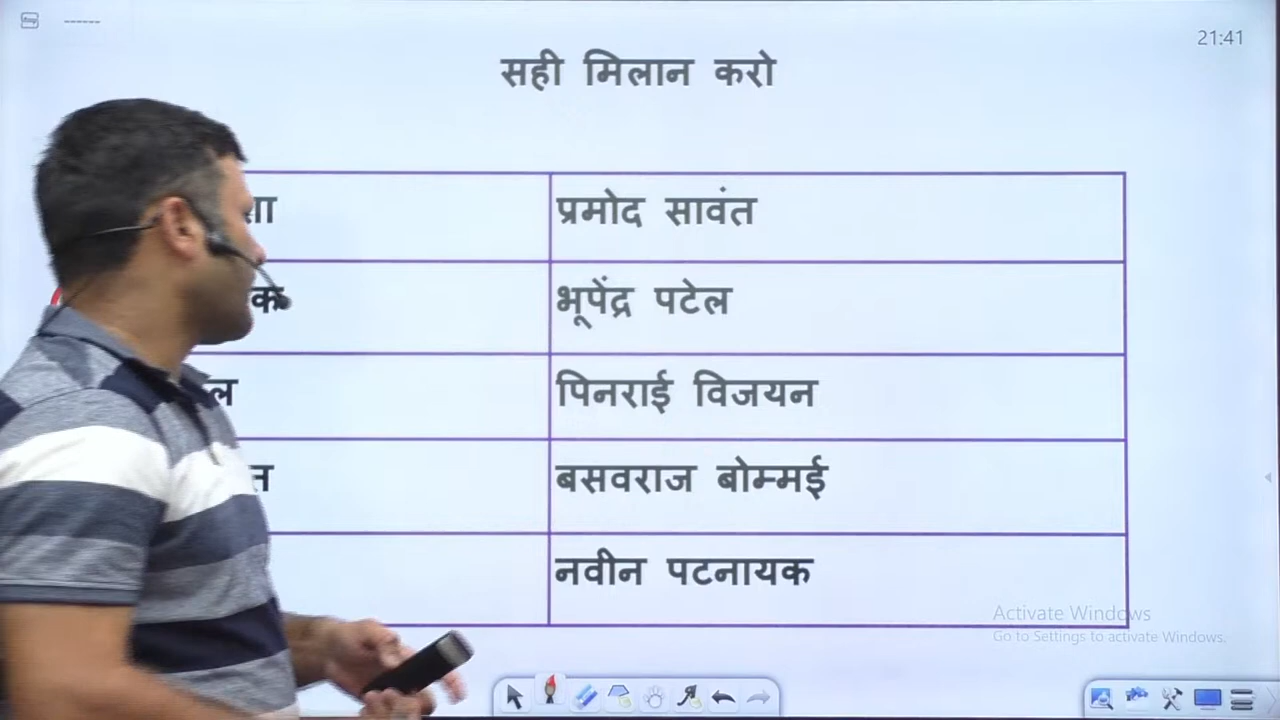 21:41
सही मिलान करो
प्रमोद सावंत
भूपेंद्र पटेल
पिनराई विजयन
बसवराज बोम्मई
नवीन पटनायक
Activate Windows
Go to Settings to activate Windows.